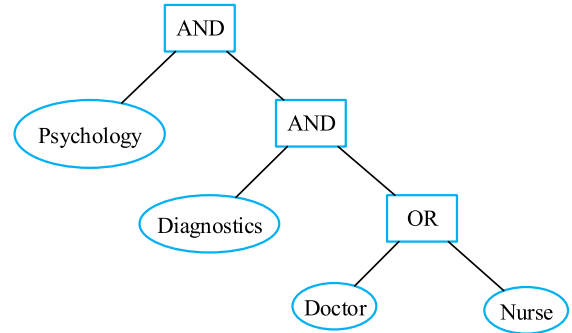 AND
Psychology
AND
Diagnostics
OR
Doctor
Nurse